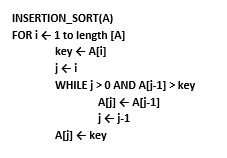 INSERTION_SORT(A)
FOR i ← 1 to length [A]
key ← A[i]
j ← i
WHILE j > 0 AND A[j-1] > key
A[j] ← A[j-1]
j ← j-1
A[j] ← key